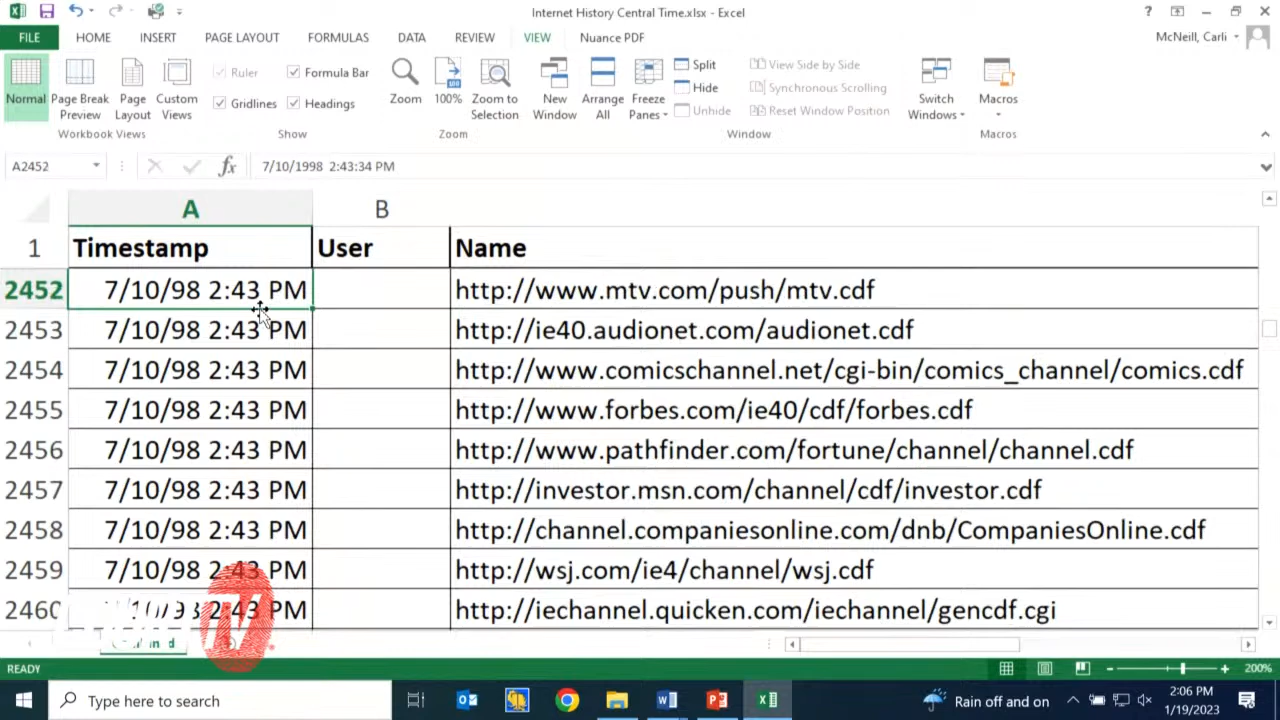 Internet History Central Time.xlsx - Excel
FILE HOME INSERT PAGE LAYOUT FORMULAS DATA REVIEW VIEW Nuance PDF McNeill, Carli
Normal Page Break Preview Page Layout Custom Views
Ruler Formula Bar
Gridlines Headings
Zoom 100% Zoom to Selection
New Window Arrange All Freeze Panes
Split
Hide
Unhide
View Side by Side
Synchronous Scrolling
Reset Window Position
Switch Windows Macros
Workbook Views Show Zoom Window Macros
A2452 fx 7/10/1998 2:43:34 PM
A B
1 Timestamp User Name
2452 7/10/98 2:43 PM http://www.mtv.com/push/mtv.cdf
2453 7/10/98 2:43 PM http://ie40.audionet.com/audionet.cdf
2454 7/10/98 2:43 PM http://www.comicschannel.net/cgi-bin/comics_channel/comics.cdf
2455 7/10/98 2:43 PM http://www.forbes.com/ie40/cdf/forbes.cdf
2456 7/10/98 2:43 PM http://www.pathfinder.com/fortune/channel/channel.cdf
2457 7/10/98 2:43 PM http://investor.msn.com/channel/cdf/investor.cdf
2458 7/10/98 2:43 PM http://channel.companiesonline.com/dnb/CompaniesOnline.cdf
2459 7/10/98 2:43 PM http://wsj.com/ie4/channel/wsj.cdf
2460 7/10/98 2:43 PM http://iechannel.quicken.com/iechannel/gencdf.cgi
TV
READY 200%
Type here to search Rain off and on 2:06 PM
1/19/2023